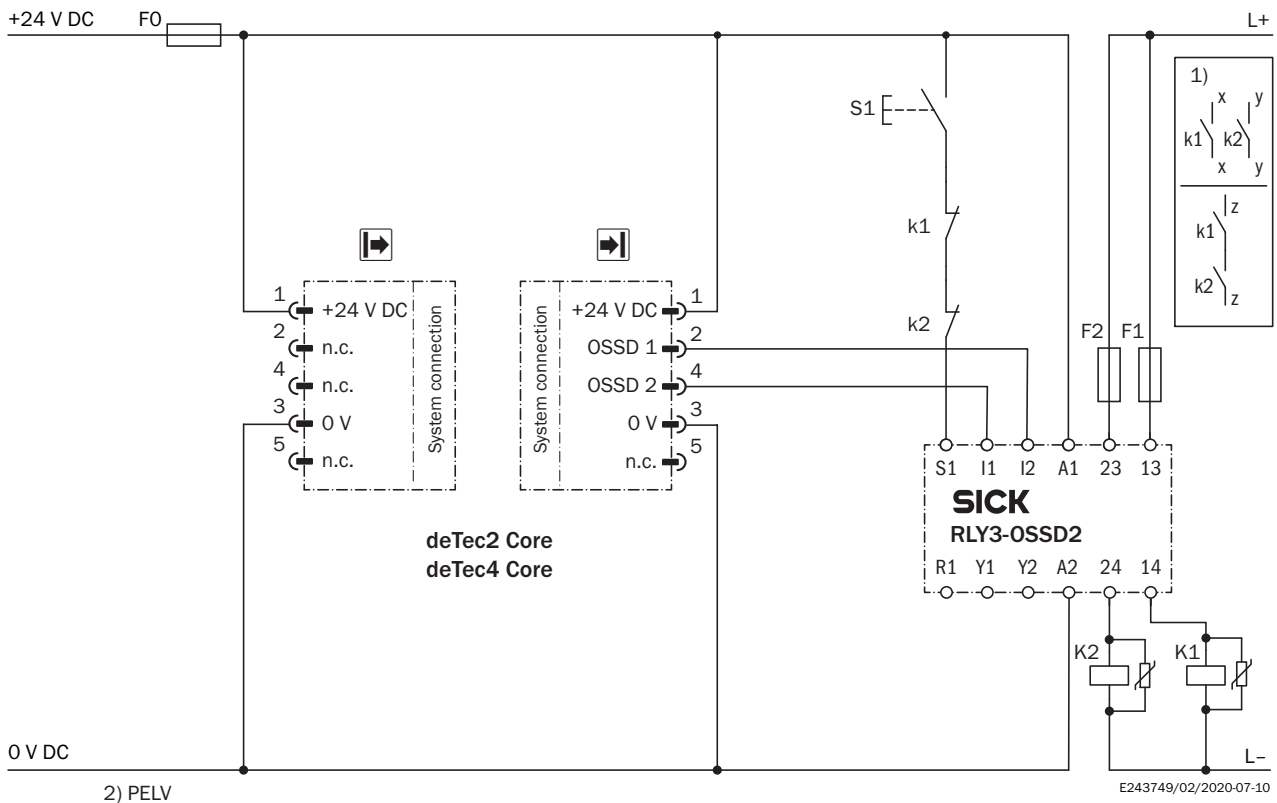 +24 V DC
F0
L+
1)
x y
k1 k2
x y
z
k1
k2
z
S1
k1
k2
1
+24 V DC
2
n.c.
4
n.c.
3
0 V
5
n.c.
System connection
System connection
+24 V DC
1
OSSD 1
2
OSSD 2
4
0 V
3
n.c.
5
F2 F1
S1 I1 I2 A1 23 13
SICK
RLY3-OSSD2
R1 Y1 Y2 A2 24 14
deTec2 Core
deTec4 Core
K2
K1
0 V DC
L–
2) PELV
E243749/02/2020-07-10